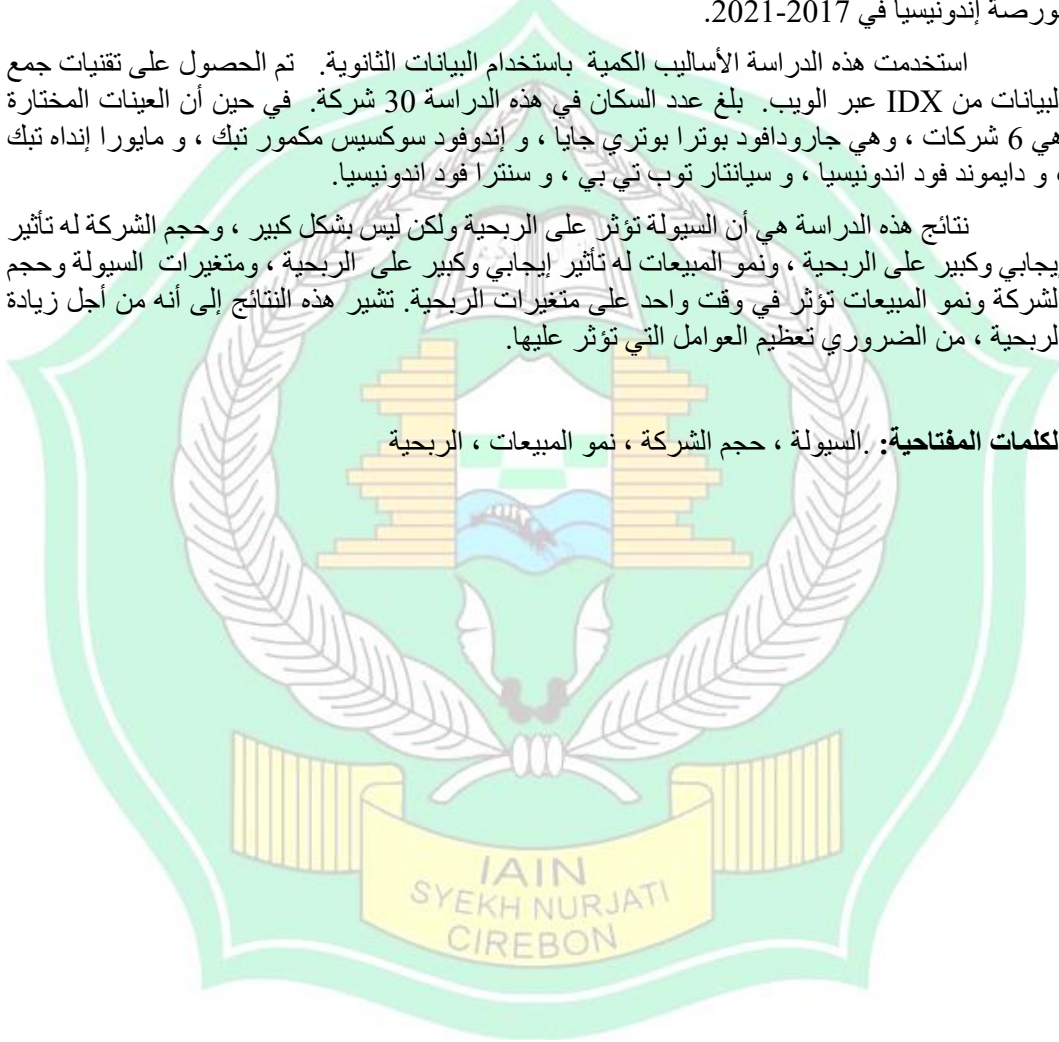 ورصة إندونيسيا في 2017-2021.
استخدمت هذه الدراسة الأساليب الكمية باستخدام البيانات الثانوية. تم الحصول على تقنيات جمع
لبيانات من IDX عبر الويب. بلغ عدد السكان في هذه الدراسة 30 شركة. في حين أن العينات المختارة
هي 6 شركات ، وهي جارودافود بوترا بوتري جايا ، و إندوفود سوكسيس مكمور تبك ، و مايورا إنداه تبك
، و دايموند فود اندونيسيا ، و سيانتار توب تي بي ، و سنترا فود اندونيسيا.
نتائج هذه الدراسة هي أن السيولة تؤثر على الربحية ولكن ليس بشكل كبير ، وحجم الشركة له تأثير
يجابي وكبير على الربحية ، ونمو المبيعات له تأثير إيجابي وكبير على الربحية ، ومتغيرات السيولة وحجم
لشركة ونمو المبيعات تؤثر في وقت واحد على متغيرات الربحية. تشير هذه النتائج إلى أنه من أجل زيادة
لربحية ، من الضروري تعظيم العوامل التي تؤثر عليها.
لكلمات المفتاحية: .السيولة ، حجم الشركة ، نمو المبيعات ، الربحية
IAIN
SYEKH NURJATI
CIREBON